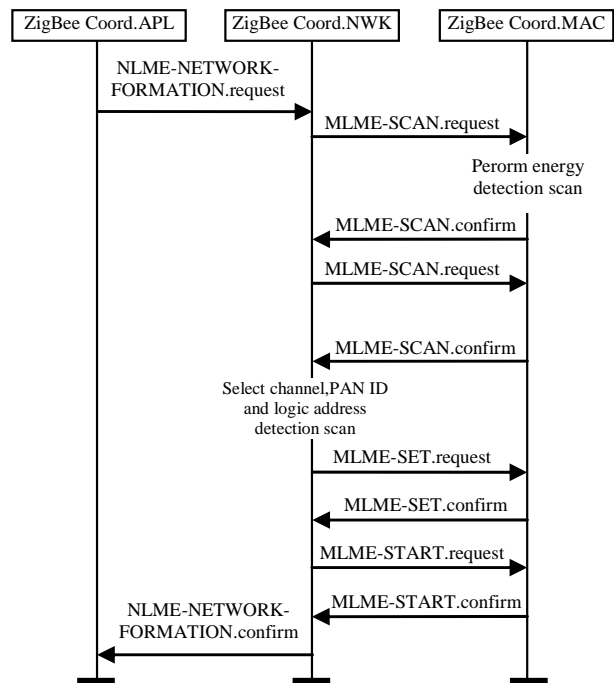 ZigBee Coord.APL
ZigBee Coord.NWK
ZigBee Coord.MAC
NLME-NETWORK-
FORMATION.request
MLME-SCAN.request
Perorm energy
detection scan
MLME-SCAN.confirm
MLME-SCAN.request
MLME-SCAN.confirm
Select channel,PAN ID
and logic address
detection scan
MLME-SET.request
MLME-SET.confirm
MLME-START.request
MLME-START.confirm
NLME-NETWORK-
FORMATION.confirm